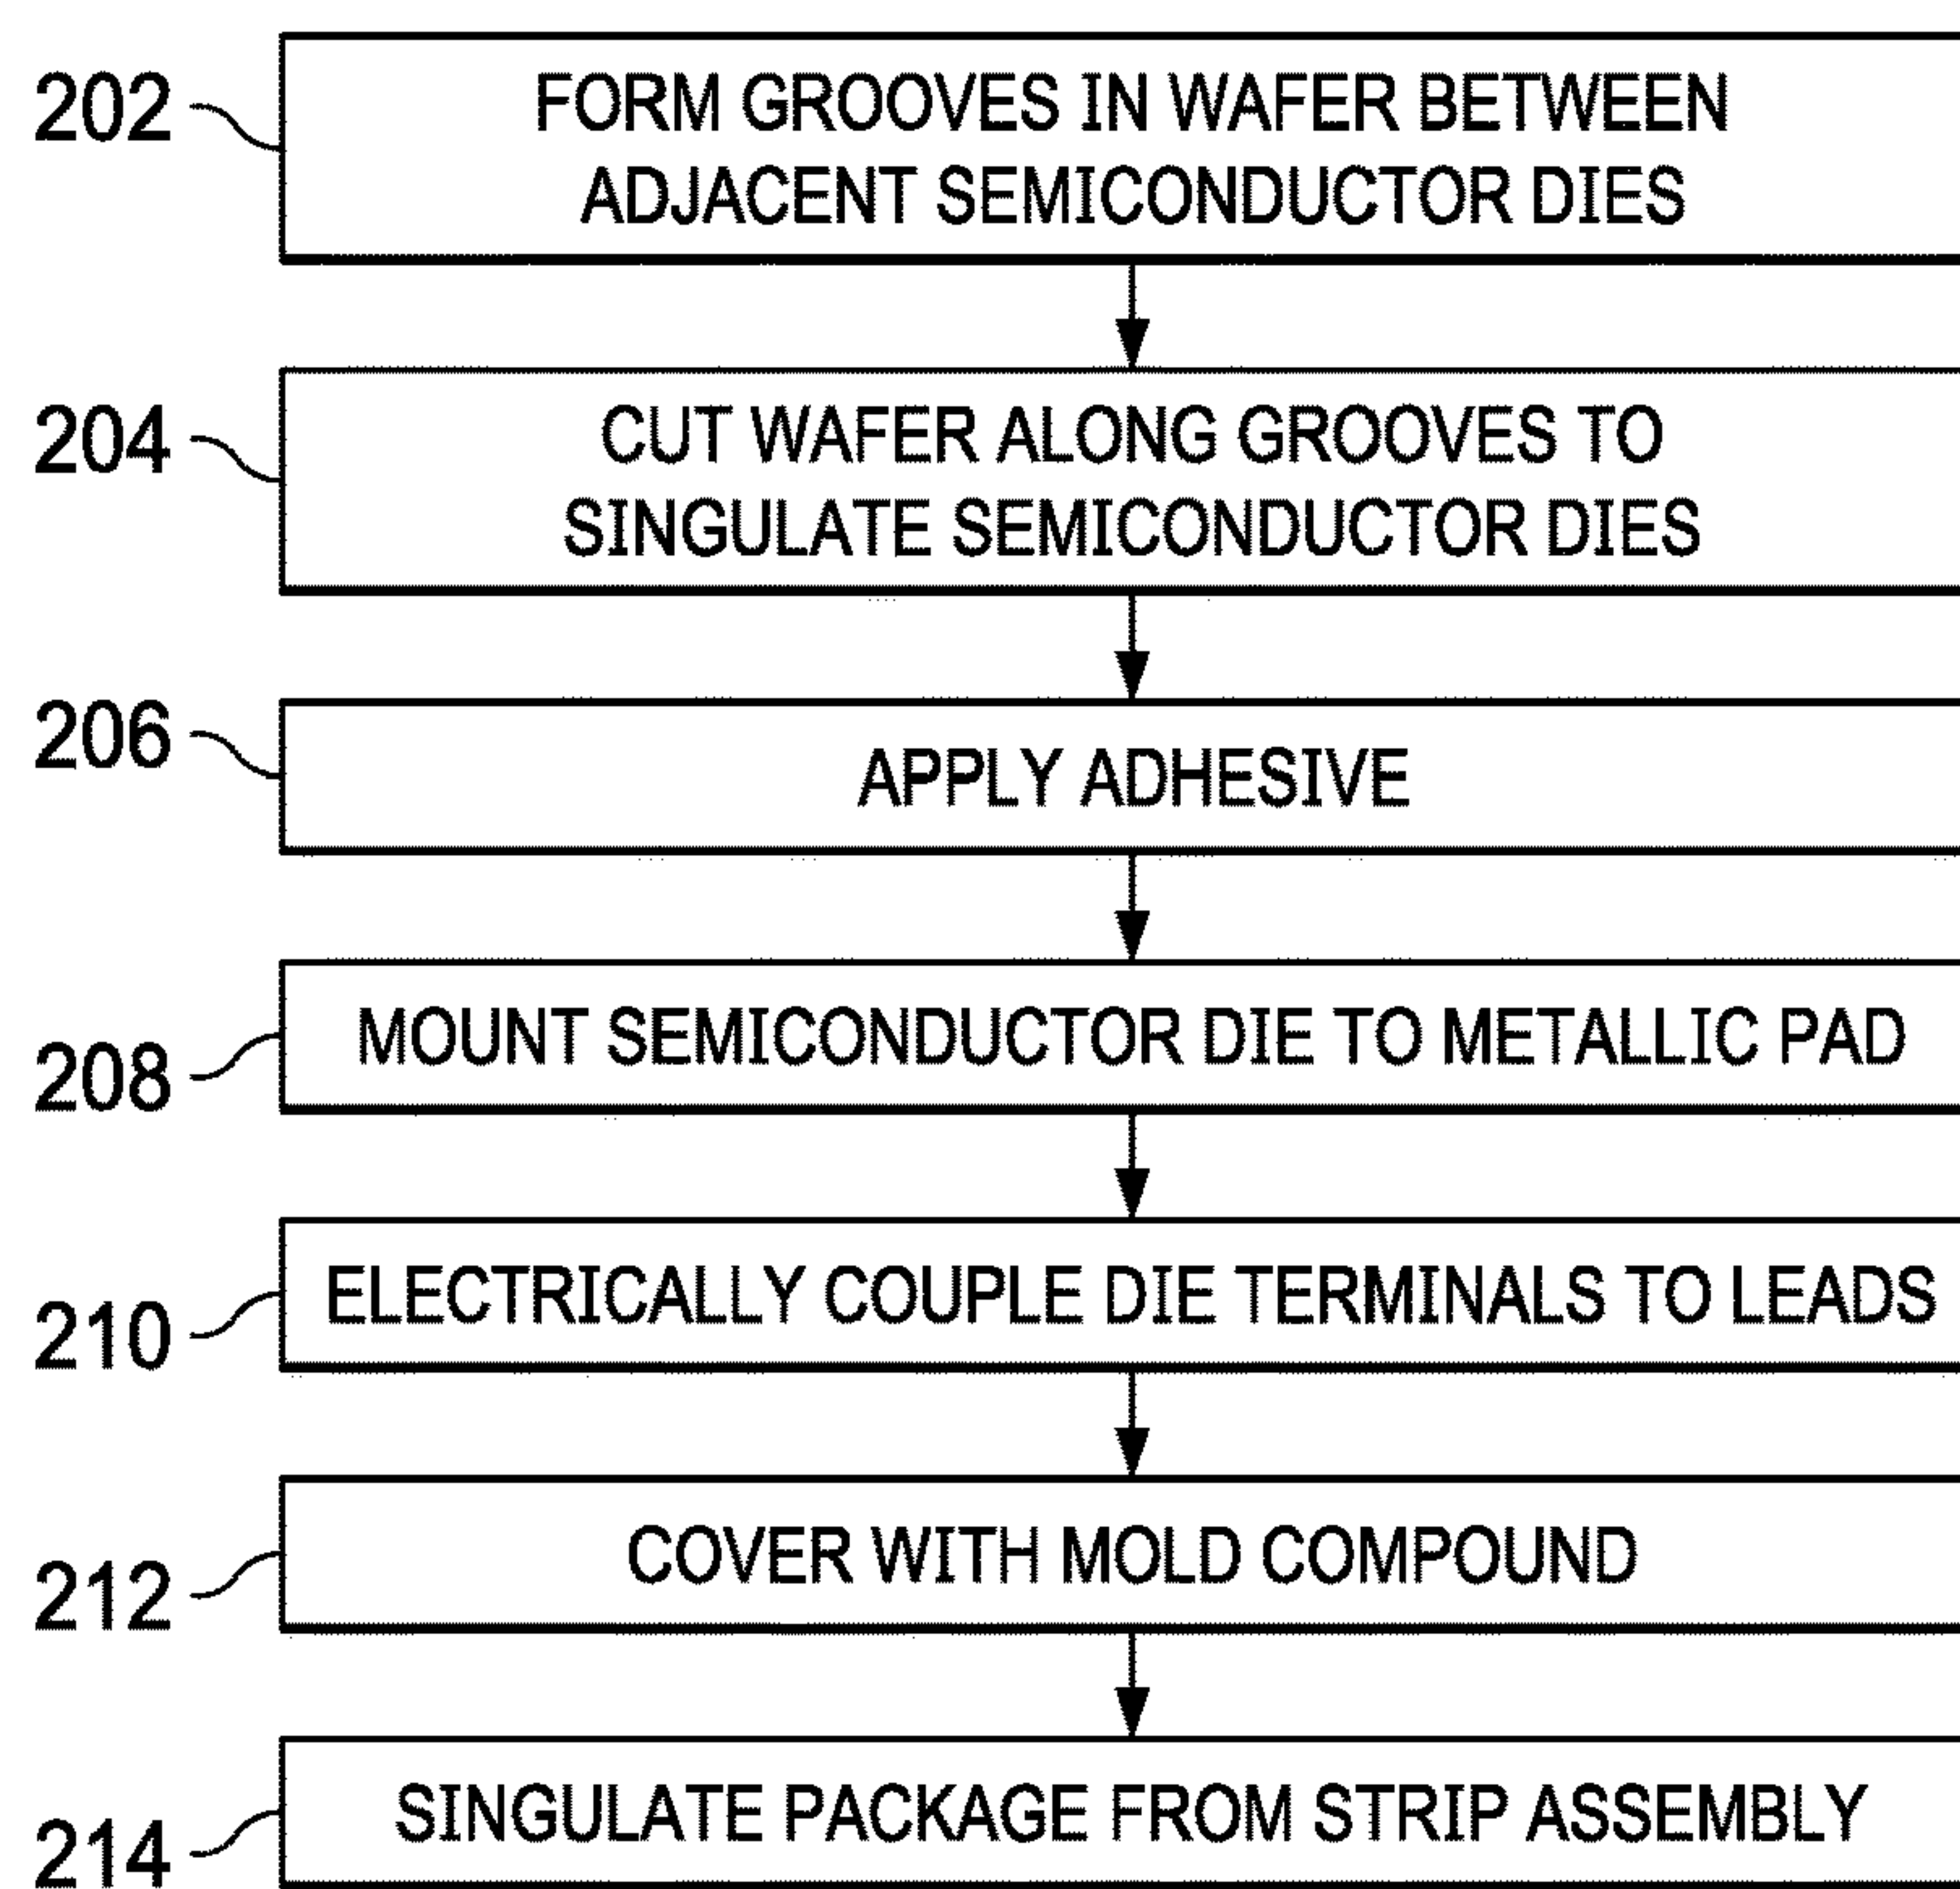 202
FORM GROOVES IN WAFER BETWEEN
ADJACENT SEMICONDUCTOR DIES
204
CUT WAFER ALONG GROOVES TO
SINGULATE SEMICONDUCTOR DIES
206
APPLY ADHESIVE
208
MOUNT SEMICONDUCTOR DIE TO METALLIC PAD
210
ELECTRICALLY COUPLE DIE TERMINALS TO LEADS
212
COVER WITH MOLD COMPOUND
214
SINGULATE PACKAGE FROM STRIP ASSEMBLY